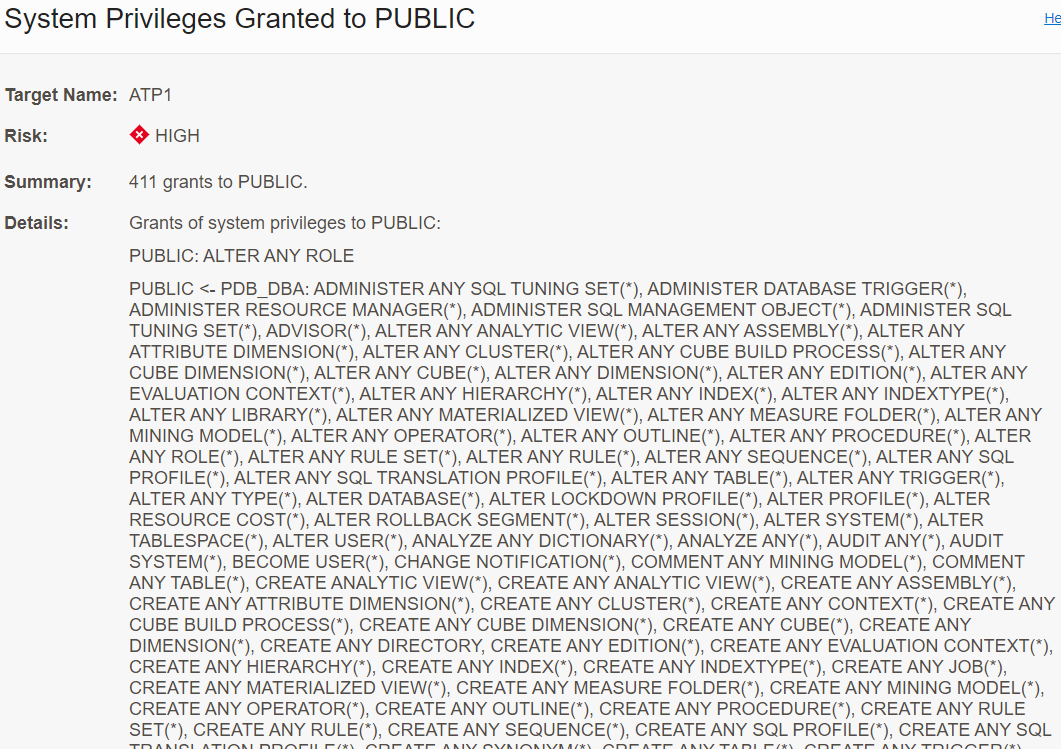 System Privileges Granted to PUBLIC
He
Target Name: ATP1
Risk: HIGH
Summary: 411 grants to PUBLIC.
Details: Grants of system privileges to PUBLIC:
PUBLIC: ALTER ANY ROLE
PUBLIC <- PDB_DBA: ADMINISTER ANY SQL TUNING SET(*), ADMINISTER DATABASE TRIGGER(*),
ADMINISTER RESOURCE MANAGER(*), ADMINISTER SQL MANAGEMENT OBJECT(*), ADMINISTER SQL
TUNING SET(*), ADVISOR(*), ALTER ANY ANALYTIC VIEW(*), ALTER ANY ASSEMBLY(*), ALTER ANY
ATTRIBUTE DIMENSION(*), ALTER ANY CLUSTER(*), ALTER ANY CUBE BUILD PROCESS(*), ALTER ANY
CUBE DIMENSION(*), ALTER ANY CUBE(*), ALTER ANY DIMENSION(*), ALTER ANY EDITION(*), ALTER ANY
EVALUATION CONTEXT(*), ALTER ANY HIERARCHY(*), ALTER ANY INDEX(*), ALTER ANY INDEXTYPE(*),
ALTER ANY LIBRARY(*), ALTER ANY MATERIALIZED VIEW(*), ALTER ANY MEASURE FOLDER(*), ALTER ANY
MINING MODEL(*), ALTER ANY OPERATOR(*), ALTER ANY OUTLINE(*), ALTER ANY PROCEDURE(*), ALTER
ANY ROLE(*), ALTER ANY RULE SET(*), ALTER ANY RULE(*), ALTER ANY SEQUENCE(*), ALTER ANY SQL
PROFILE(*), ALTER ANY SQL TRANSLATION PROFILE(*), ALTER ANY TABLE(*), ALTER ANY TRIGGER(*),
ALTER ANY TYPE(*), ALTER DATABASE(*), ALTER LOCKDOWN PROFILE(*), ALTER PROFILE(*), ALTER
RESOURCE COST(*), ALTER ROLLBACK SEGMENT(*), ALTER SESSION(*), ALTER SYSTEM(*), ALTER
TABLESPACE(*), ALTER USER(*), ANALYZE ANY DICTIONARY(*), ANALYZE ANY(*), AUDIT ANY(*), AUDIT
SYSTEM(*), BECOME USER(*), CHANGE NOTIFICATION(*), COMMENT ANY MINING MODEL(*), COMMENT
ANY TABLE(*), CREATE ANALYTIC VIEW(*), CREATE ANY ANALYTIC VIEW(*), CREATE ANY ASSEMBLY(*),
CREATE ANY ATTRIBUTE DIMENSION(*), CREATE ANY CLUSTER(*), CREATE ANY CONTEXT(*), CREATE ANY
CUBE BUILD PROCESS(*), CREATE ANY CUBE DIMENSION(*), CREATE ANY CUBE(*), CREATE ANY
DIMENSION(*), CREATE ANY DIRECTORY, CREATE ANY EDITION(*), CREATE ANY EVALUATION CONTEXT(*),
CREATE ANY HIERARCHY(*), CREATE ANY INDEX(*), CREATE ANY INDEXTYPE(*), CREATE ANY JOB(*),
CREATE ANY MATERIALIZED VIEW(*), CREATE ANY MEASURE FOLDER(*), CREATE ANY MINING MODEL(*),
CREATE ANY OPERATOR(*), CREATE ANY OUTLINE(*), CREATE ANY PROCEDURE(*), CREATE ANY RULE
SET(*), CREATE ANY RULE(*), CREATE ANY SEQUENCE(*), CREATE ANY SQL PROFILE(*), CREATE ANY SQL
TRANSLATION PROFILE(*), CREATE ANY SYNONYM(*), CREATE ANY TABLE(*), CREATE ANY TRIGGER(*),